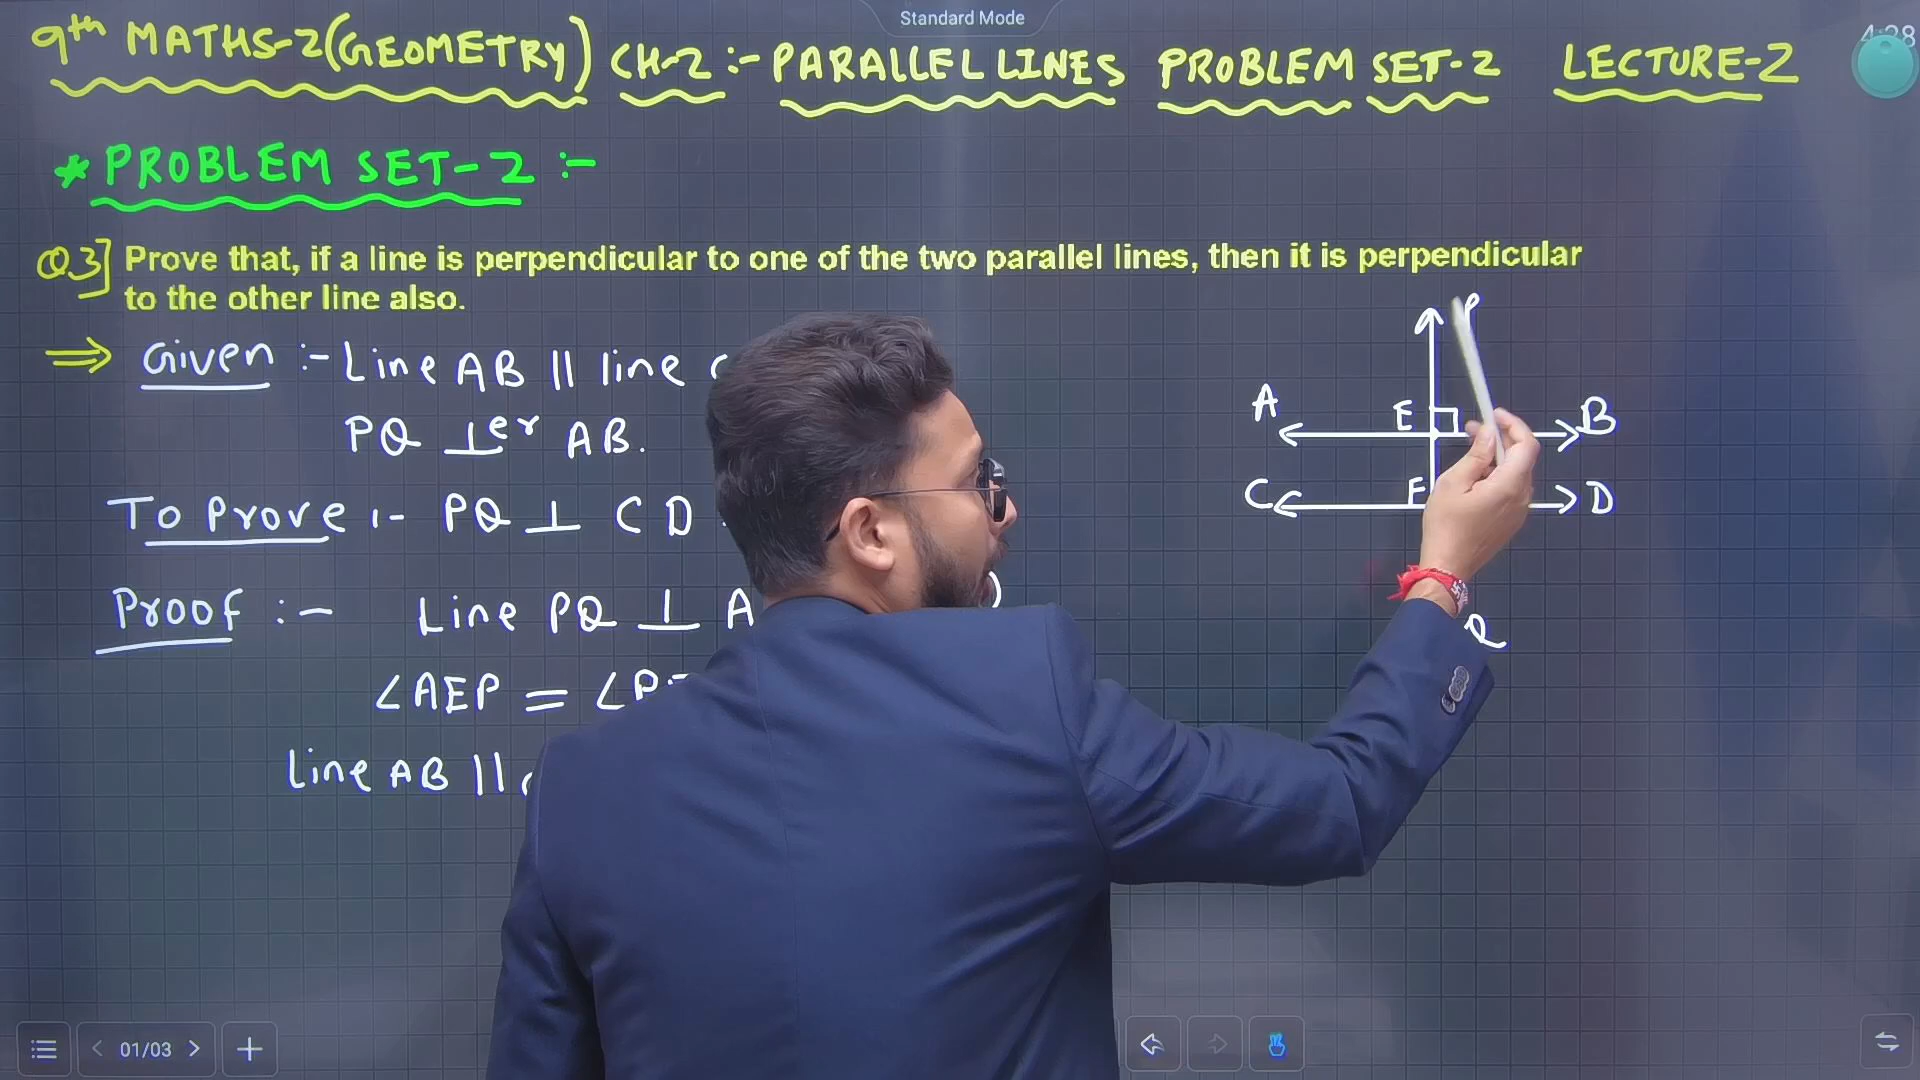 Standard Mode
4:28
9th MATHS-2(GEOMETRY) CH-2 :- PARALLEL LINES PROBLEM SET-2 LECTURE-2
* PROBLEM SET-2 :-
Q3] Prove that, if a line is perpendicular to one of the two parallel lines, then it is perpendicular
to the other line also.
⇒ Given :- Line AB || line
PQ ⊥er AB.
To Prove :- PQ ⊥ CD
Proof :- Line PQ ⊥ A
∠AEP = ∠P
Line AB ||
P
A E B
C F D
Q
01/03